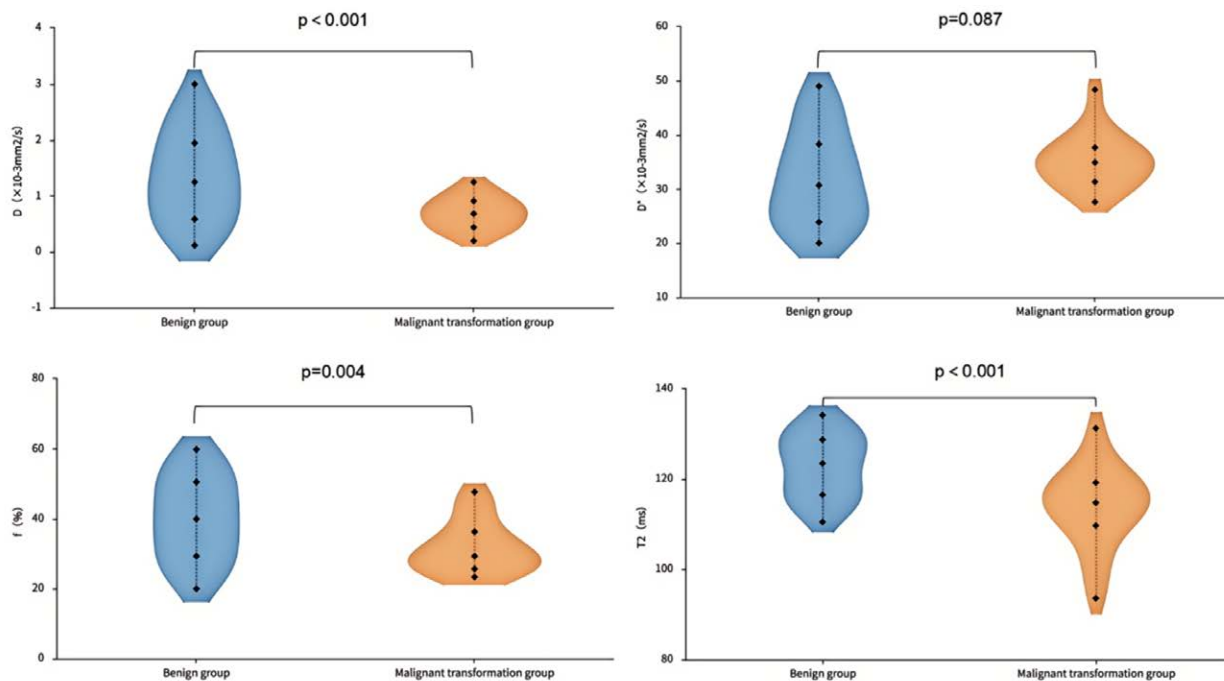 p < 0.001
4
3
2
1
0
-1
D (×10-3mm2/s)
Benign group
Malignant transformation group
p=0.087
60
50
40
30
20
10
D* (×10-3mm2/s)
Benign group
Malignant transformation group
p=0.004
80
60
40
20
0
f (%)
Benign group
Malignant transformation group
p < 0.001
140
120
100
80
T2 (ms)
Benign group
Malignant transformation group